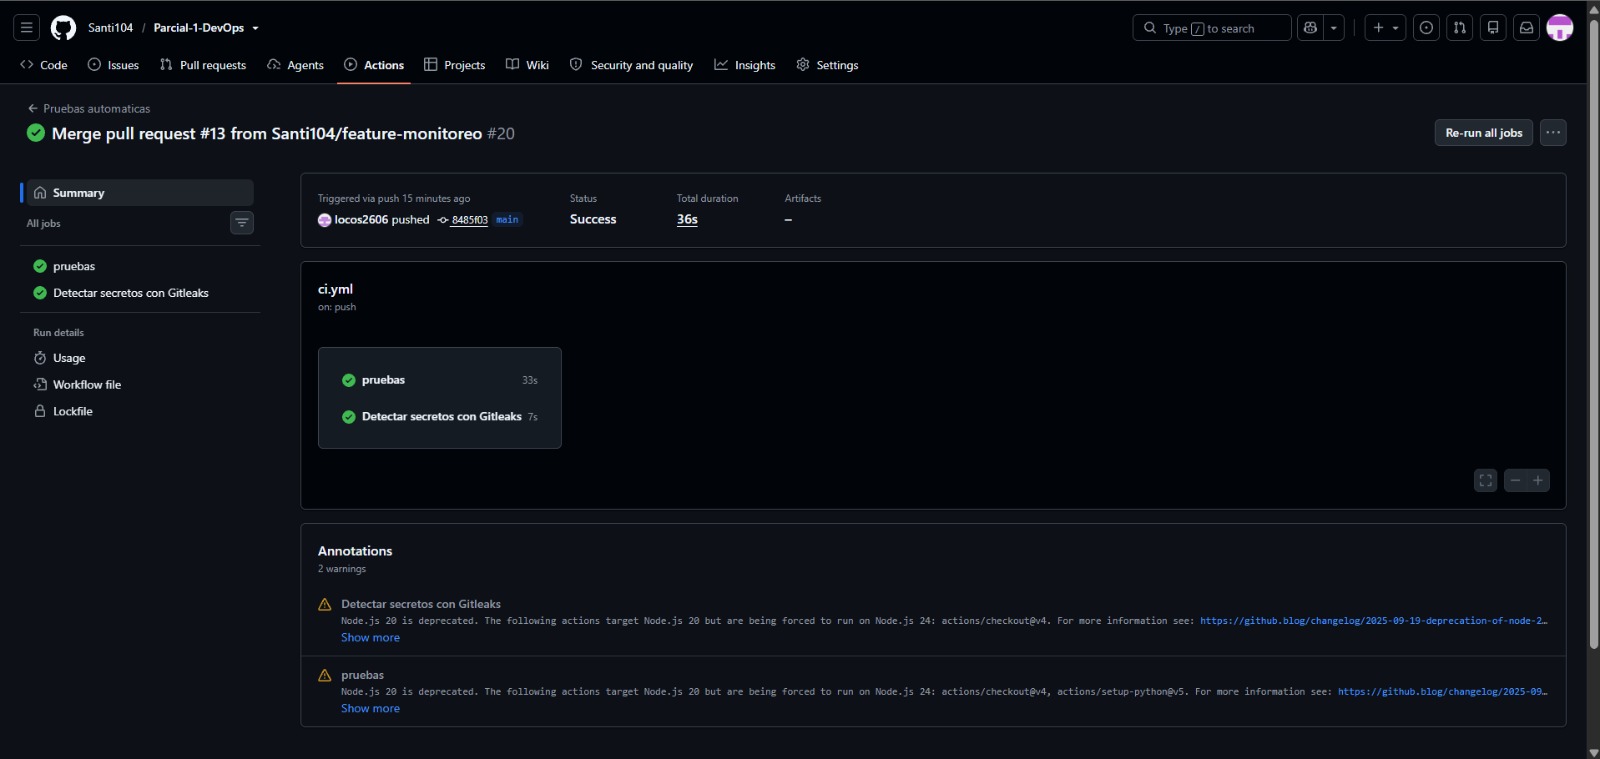 Santi104 / Parcial-1-DevOps
Type / to search
Code
Issues
Pull requests
Agents
Actions
Projects
Wiki
Security and quality
Insights
Settings
Pruebas automaticas
Merge pull request #13 from Santi104/feature-monitoreo #20
Re-run all jobs
Summary
All jobs
pruebas
Detectar secretos con Gitleaks
Run details
Usage
Workflow file
Lockfile
Triggered via push 15 minutes ago
locos2606 pushed 8485f03 main
Status
Success
Total duration
36s
Artifacts
–
ci.yml
on: push
pruebas 33s
Detectar secretos con Gitleaks 7s
Annotations
2 warnings
Detectar secretos con Gitleaks
Node.js 20 is deprecated. The following actions target Node.js 20 but are being forced to run on Node.js 24: actions/checkout@v4. For more information see: https://github.blog/changelog/2025-09-19-deprecation-of-node-2…
Show more
pruebas
Node.js 20 is deprecated. The following actions target Node.js 20 but are being forced to run on Node.js 24: actions/checkout@v4, actions/setup-python@v5. For more information see: https://github.blog/changelog/2025-09…
Show more